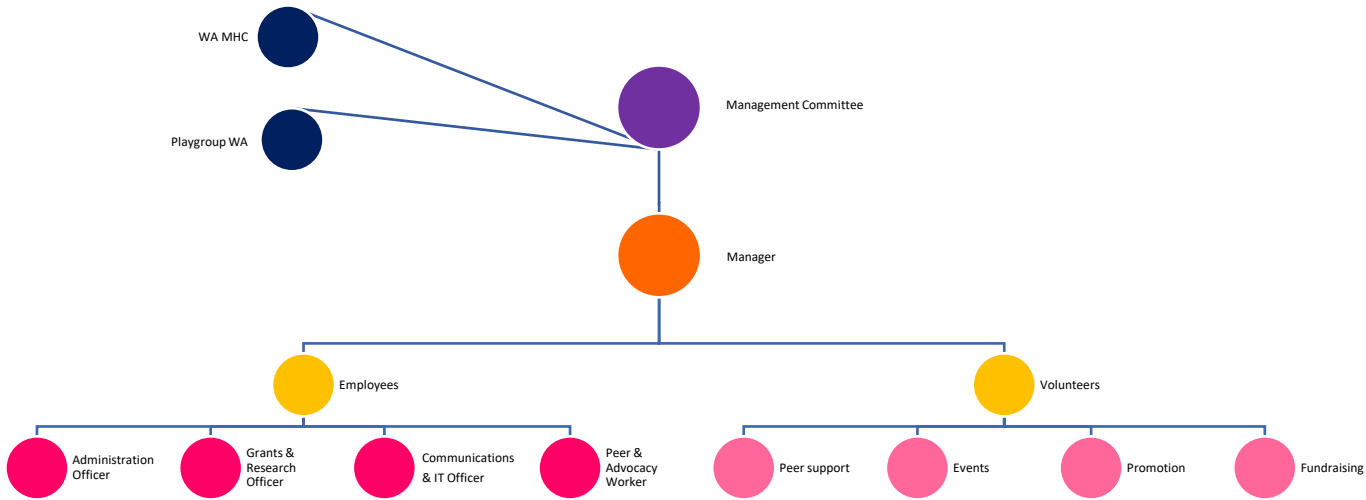 WA MHC
Management Committee
Playgroup WA
Manager
Employees
Volunteers
Administration
Officer
Grants &
Research
Officer
Communications
& IT Officer
Peer &
Advocacy
Worker
Peer support
Events
Promotion
Fundraising